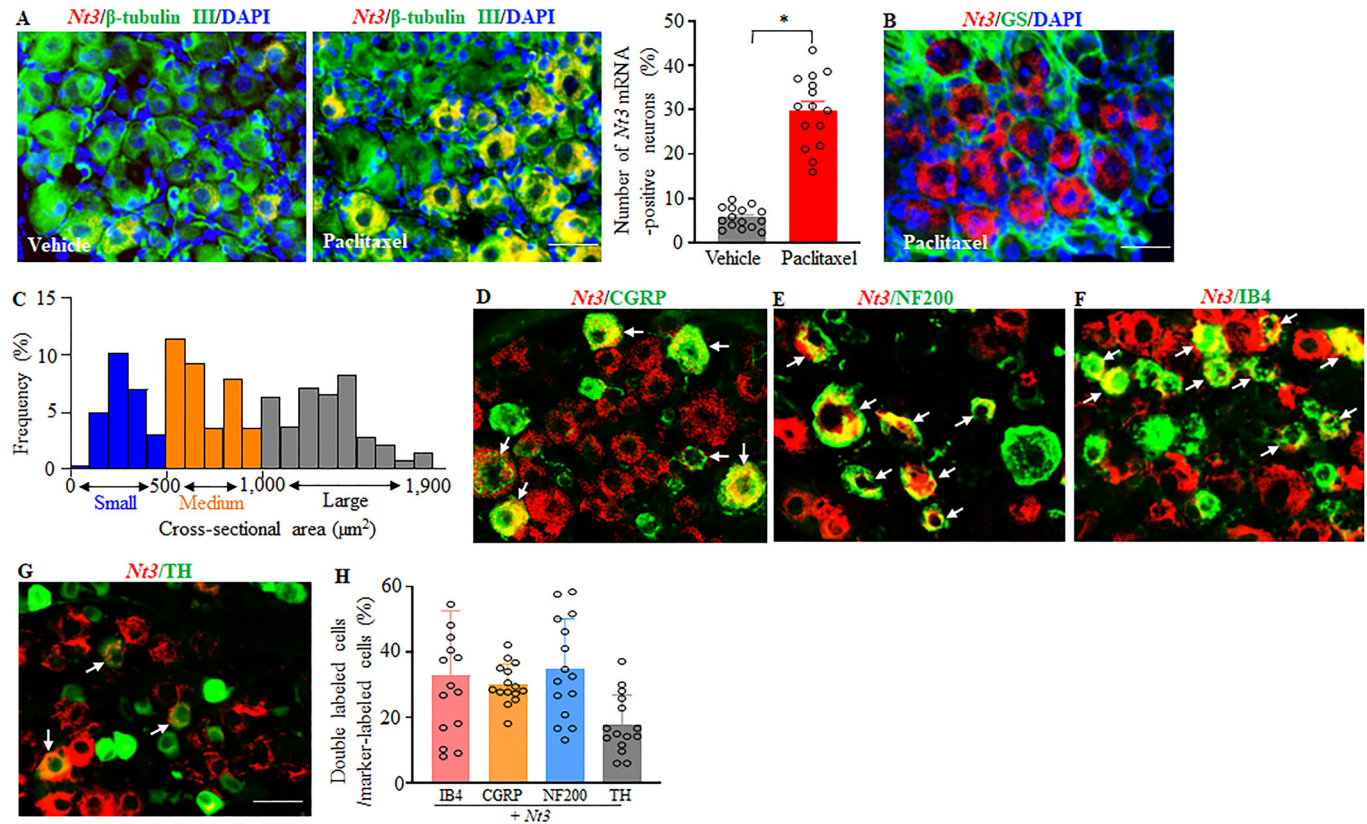 A
Nt3/β-tubulin III/DAPI
Nt3/β-tubulin III/DAPI
Vehicle
Paclitaxel
Number of Nt3 mRNA
-positive neurons (%)
50
40
30
20
10
0
*
Vehicle
Paclitaxel
B
Nt3/GS/DAPI
Paclitaxel
C
Frequency (%)
15
10
5
0
0
500
1,000
1,900
Small
Medium
Large
Cross-sectional area (μm²)
D
Nt3/CGRP
E
Nt3/NF200
F
Nt3/IB4
G
Nt3/TH
H
Double labeled cells
/marker-labeled cells (%)
60
40
20
0
IB4
CGRP
NF200
TH
+ Nt3